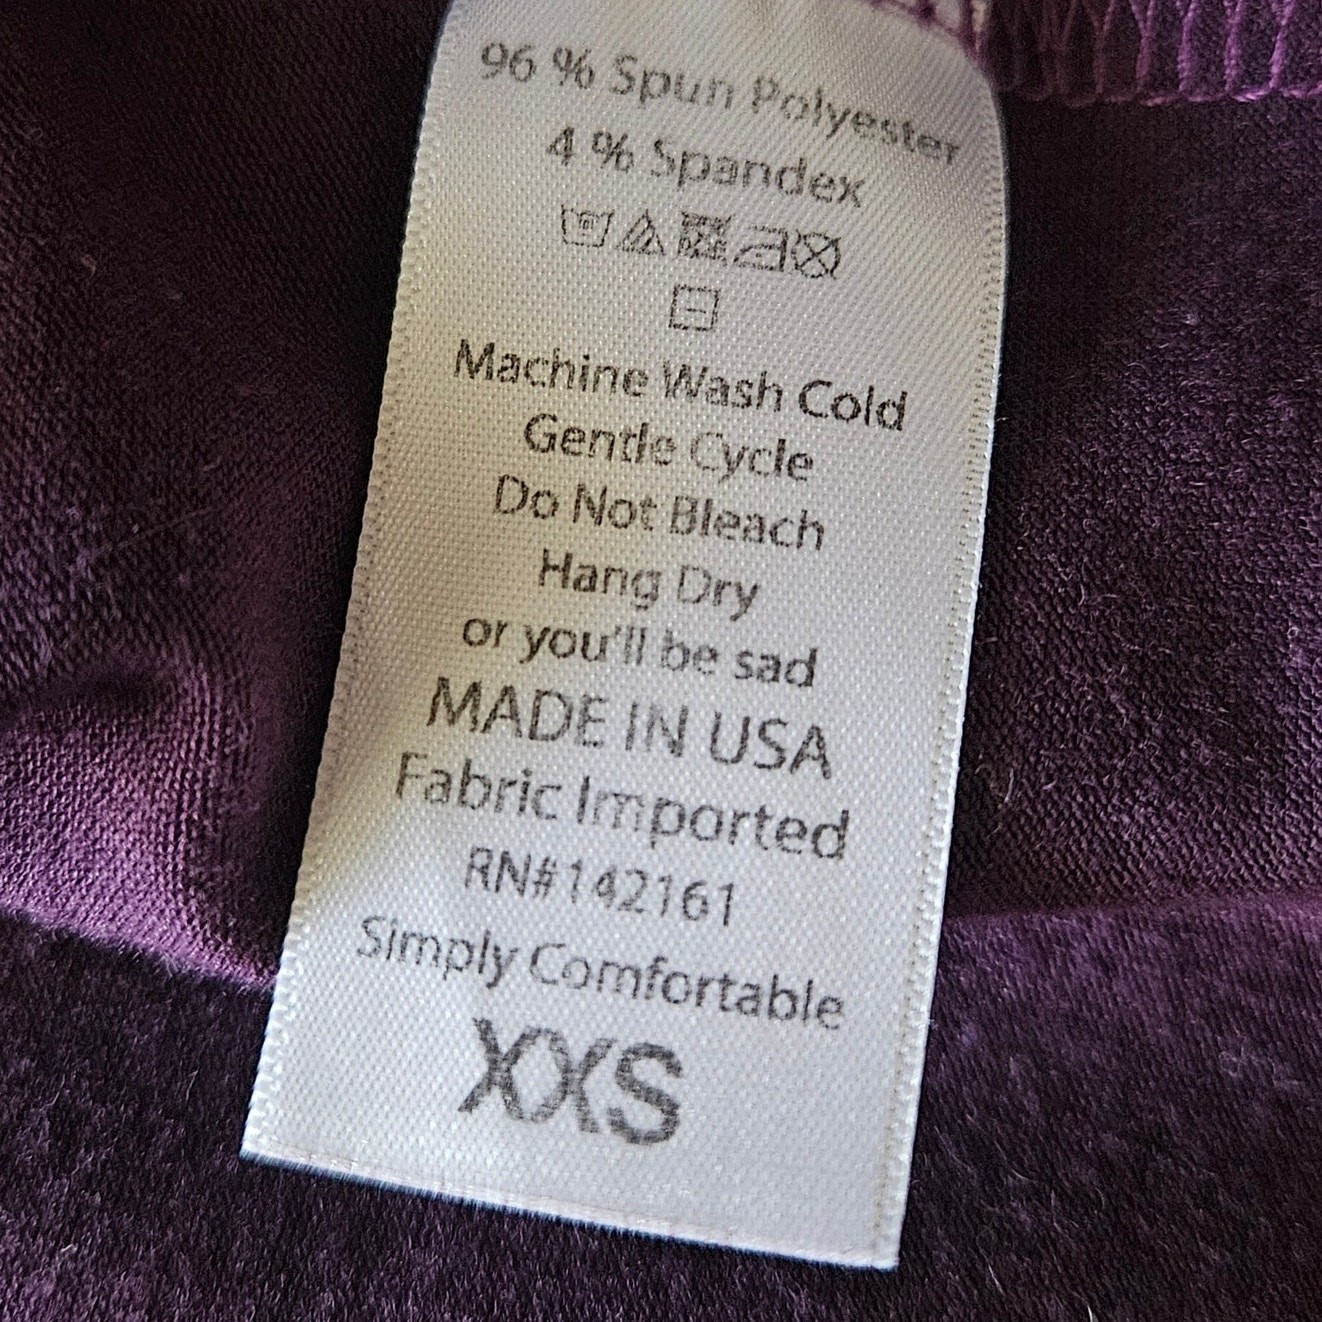 96 % Spun Polyester
4 % Spandex
Machine Wash Cold
Gentle Cycle
Do Not Bleach
Hang Dry
or you'll be sad
MADE IN USA
Fabric Imported
RN#142161
Simply Comfortable
XXS